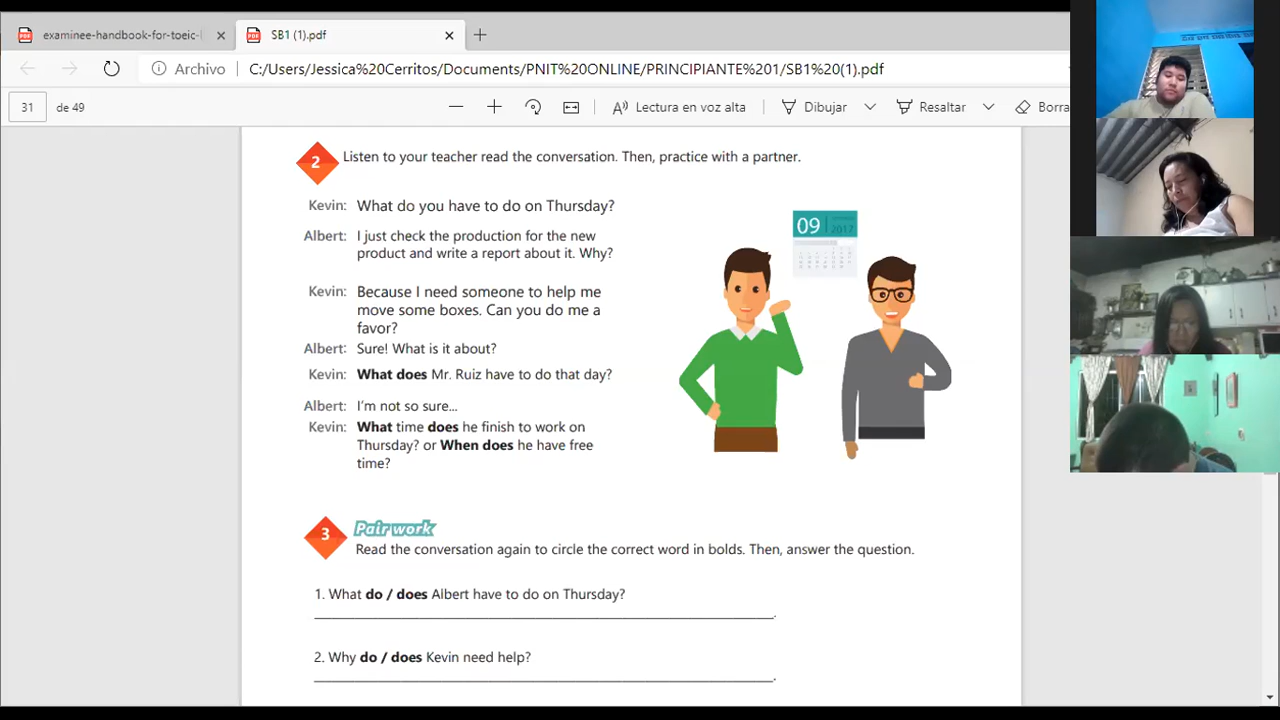 examinee-handbook-for-toeic-l
SB1 (1).pdf
Archivo
C:/Users/Jessica%20Cerritos/Documents/PNIT%20ONLINE/PRINCIPIANTE%201/SB1%20(1).pdf
31
de 49
Lectura en voz alta
Dibujar
Resaltar
Borra
2
Listen to your teacher read the conversation. Then, practice with a partner.
Kevin: What do you have to do on Thursday?
Albert: I just check the production for the new
product and write a report about it. Why?
Kevin: Because I need someone to help me
move some boxes. Can you do me a
favor?
Albert: Sure! What is it about?
Kevin: What does Mr. Ruiz have to do that day?
Albert: I'm not so sure...
Kevin: What time does he finish to work on
Thursday? or When does he have free
time?
09
2017
3
Pair work
Read the conversation again to circle the correct word in bolds. Then, answer the question.
1. What do / does Albert have to do on Thursday?
2. Why do / does Kevin need help?